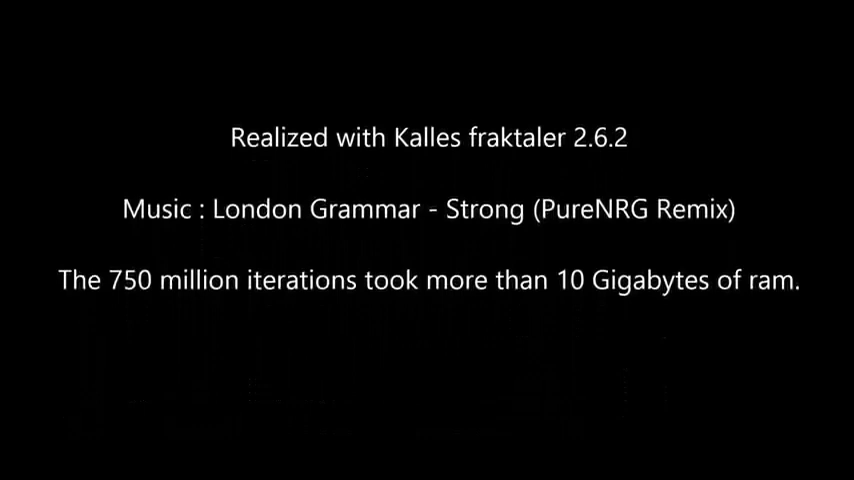 Realized with Kalles fraktaler 2.6.2
Music : London Grammar - Strong (PureNRG Remix)
The 750 million iterations took more than 10 Gigabytes of ram.